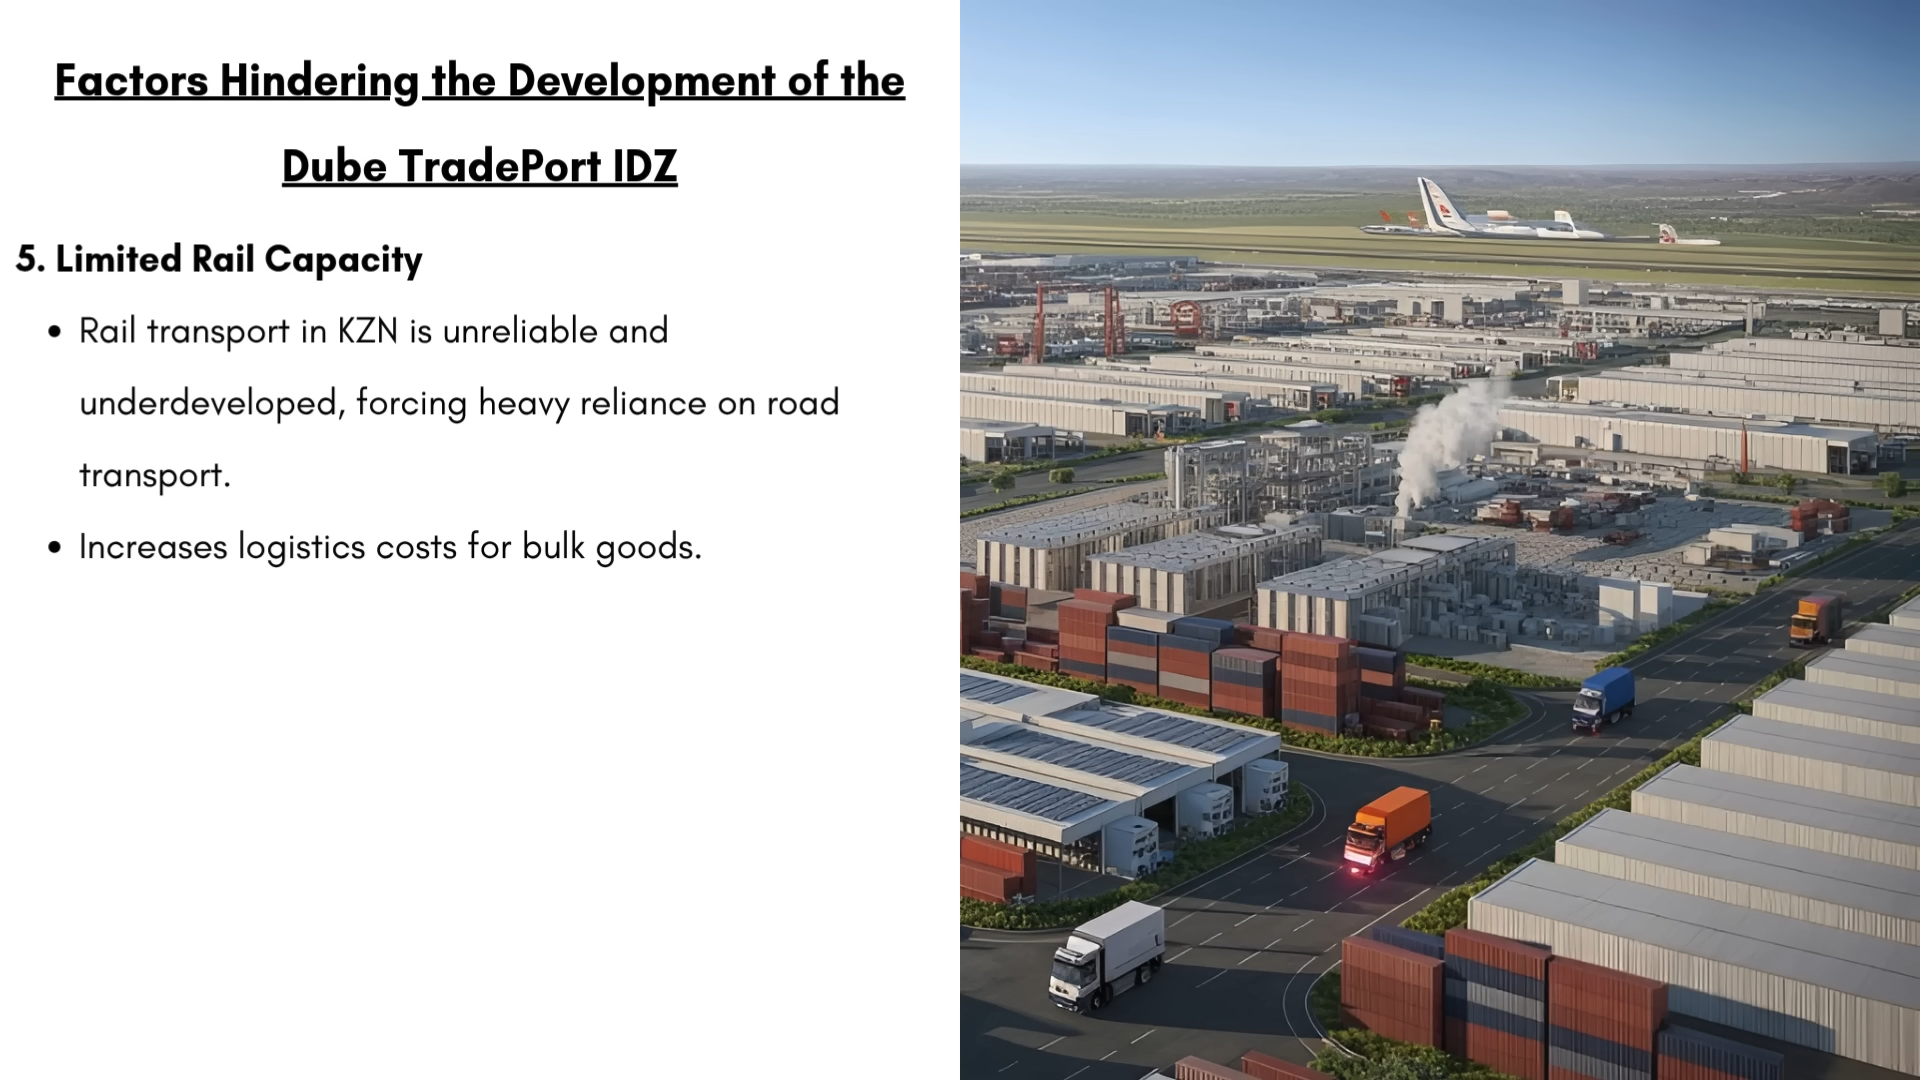 Factors Hindering the Development of the
Dube TradePort IDZ
5. Limited Rail Capacity
• Rail transport in KZN is unreliable and
underdeveloped, forcing heavy reliance on road
transport.
• Increases logistics costs for bulk goods.